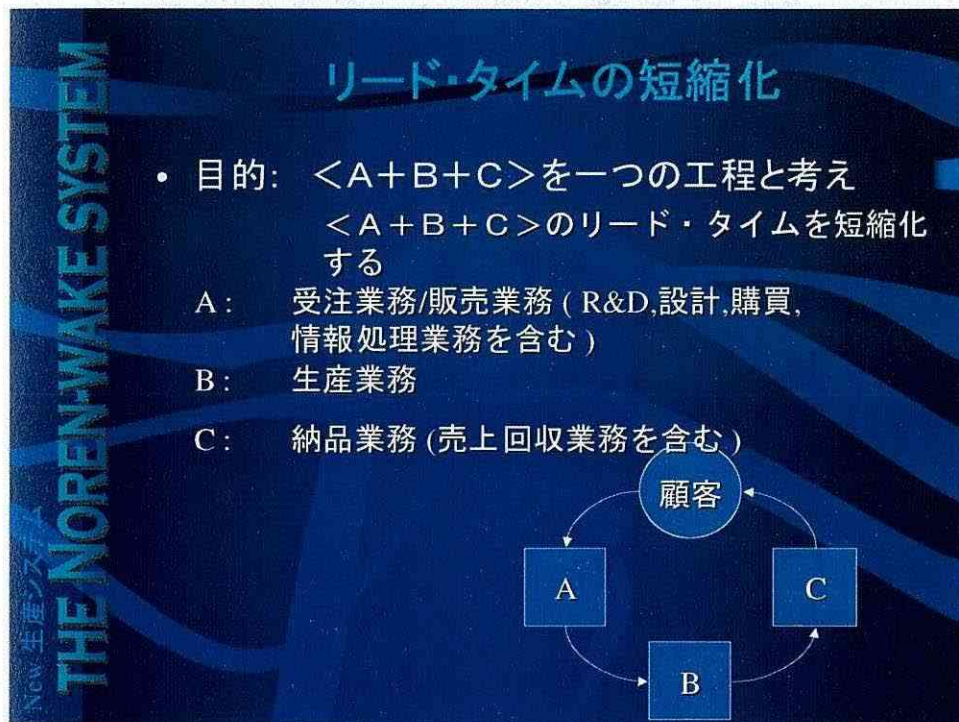 リード・タイムの短縮化
• 目的: ＜A＋B＋C＞を一つの工程と考え
＜A＋B＋C＞のリード・タイムを短縮化
する
A : 受注業務/販売業務 ( R&D,設計,購買,
情報処理業務を含む )
B : 生産業務
C : 納品業務 (売上回収業務を含む )
顧客
A
C
B
New 生産システム
THE NOREN-WAKE SYSTEM